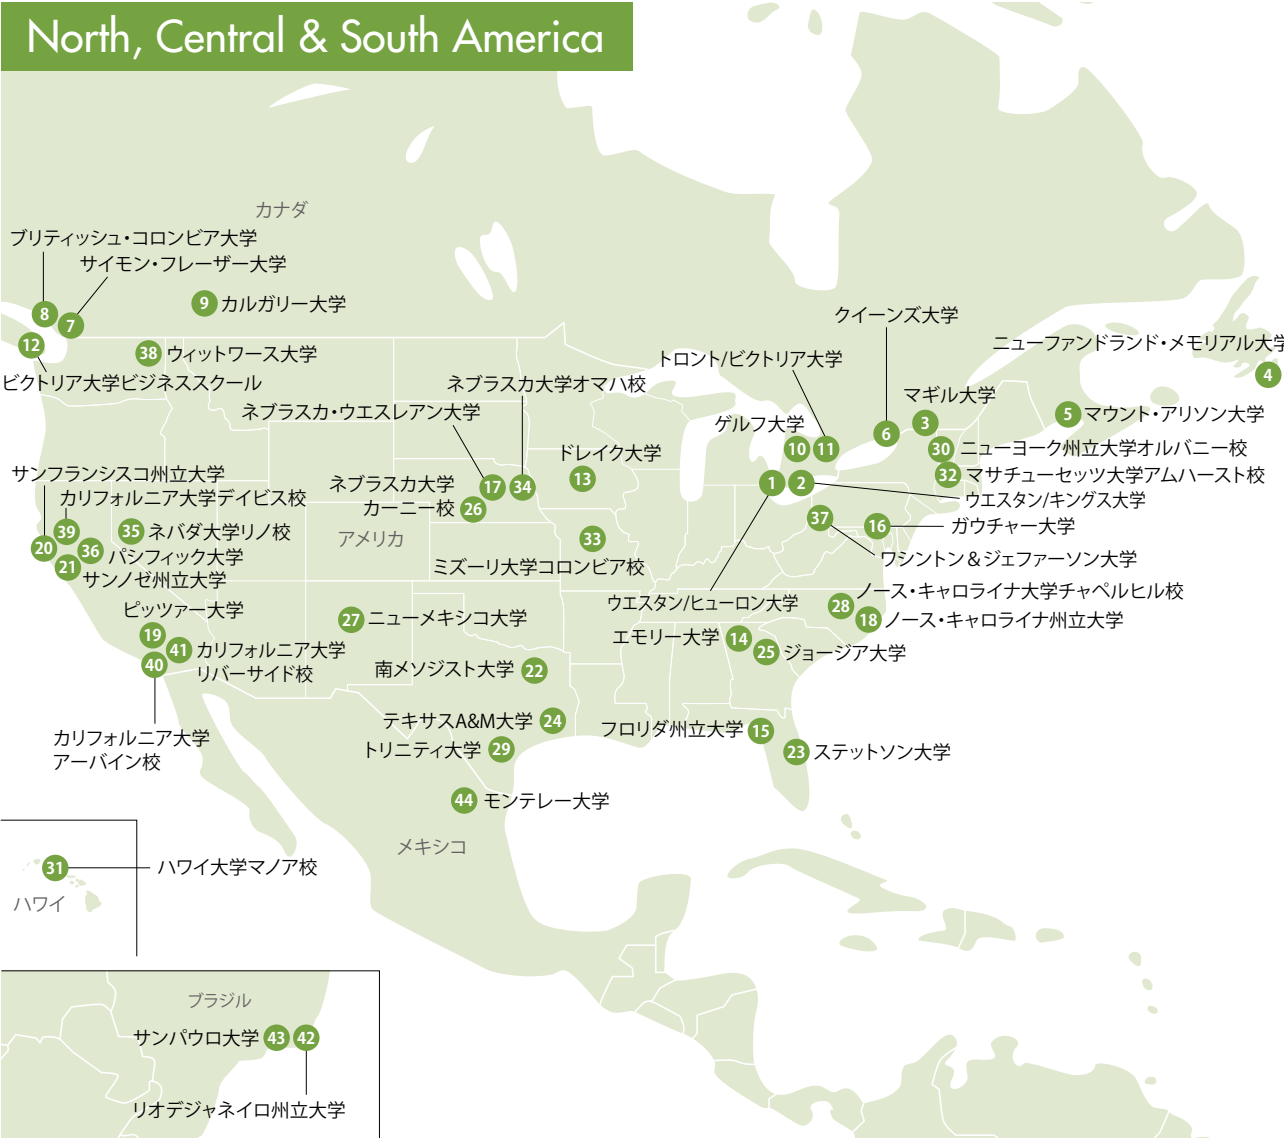 North, Central & South America
カナダ
ブリティッシュ・コロンビア大学
サイモン・フレーザー大学
8
7
9 カルガリー大学
12
ビクトリア大学ビジネススクール
38 ウィットワース大学
クイーンズ大学
ニューファンドランド・メモリアル大学
4
トロント/ビクトリア大学
ネブラスカ大学オマハ校
ネブラスカ・ウエスレアン大学
マギル大学
3
5 マウント・アリソン大学
6
ゲルフ大学
10
11
30 ニューヨーク州立大学オルバニー校
32 マサチューセッツ大学アムハースト校
ドレイク大学
13
1
2
ウエスタン/キングス大学
サンフランシスコ州立大学
カリフォルニア大学デイビス校
ネブラスカ大学
カーニー校
17
34
26
39
35 ネバダ大学リノ校
アメリカ
33
37
16
ガウチャー大学
20
36 パシフィック大学
21
サンノゼ州立大学
ミズーリ大学コロンビア校
ワシントン&ジェファーソン大学
ピッツァー大学
19
27 ニューメキシコ大学
ウエスタン/ヒューロン大学
ノース・キャロライナ大学チャペルヒル校
28
18 ノース・キャロライナ州立大学
エモリー大学 14
25 ジョージア大学
41 カリフォルニア大学
リバーサイド校
40
南メソジスト大学 22
カリフォルニア大学
アーバイン校
テキサスA&M大学 24
トリニティ大学 29
フロリダ州立大学 15
23 ステットソン大学
44 モンテレー大学
メキシコ
31
ハワイ大学マノア校
ハワイ
ブラジル
サンパウロ大学 43 42
リオデジャネイロ州立大学